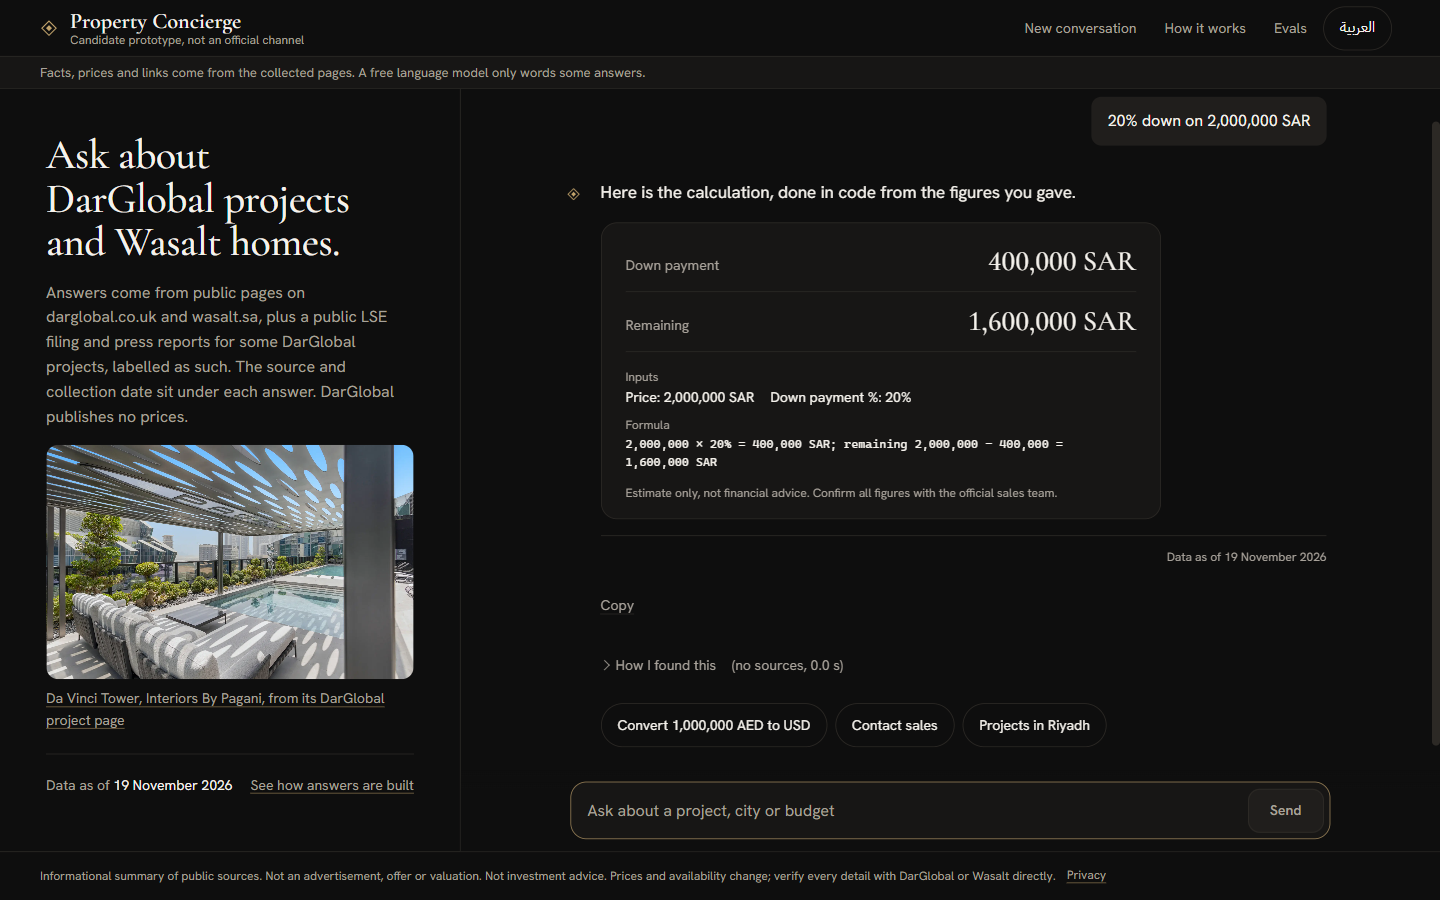 Property Concierge
Candidate prototype, not an official channel
New conversation
How it works
Evals
العربية
Facts, prices and links come from the collected pages. A free language model only words some answers.
Ask about
DarGlobal projects
and Wasalt homes.
Answers come from public pages on
darglobal.co.uk and wasalt.sa, plus a public LSE
filing and press reports for some DarGlobal
projects, labelled as such. The source and
collection date sit under each answer. DarGlobal
publishes no prices.
Da Vinci Tower, Interiors By Pagani, from its DarGlobal
project page
Data as of 19 November 2026
See how answers are built
20% down on 2,000,000 SAR
Here is the calculation, done in code from the figures you gave.
Down payment
400,000 SAR
Remaining
1,600,000 SAR
Inputs
Price: 2,000,000 SAR Down payment %: 20%
Formula
2,000,000 × 20% = 400,000 SAR; remaining 2,000,000 − 400,000 =
1,600,000 SAR
Estimate only, not financial advice. Confirm all figures with the official sales team.
Data as of 19 November 2026
Copy
How I found this (no sources, 0.0 s)
Convert 1,000,000 AED to USD
Contact sales
Projects in Riyadh
Ask about a project, city or budget
Send
Informational summary of public sources. Not an advertisement, offer or valuation. Not investment advice. Prices and availability change; verify every detail with DarGlobal or Wasalt directly.
Privacy